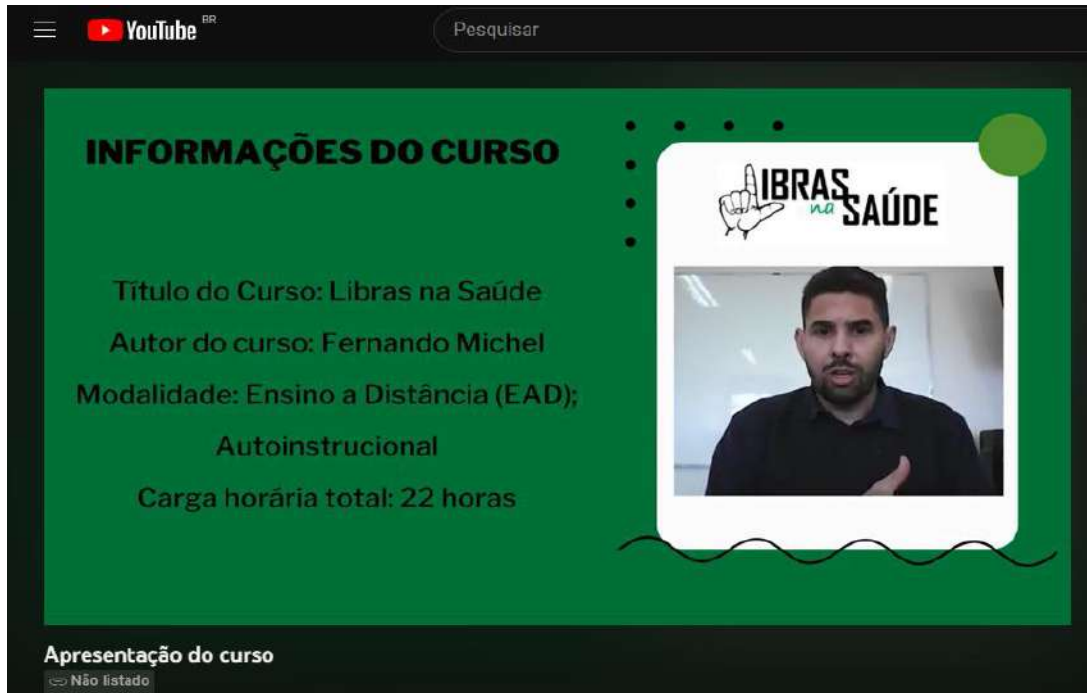 YouTube BR
Pesquisar
INFORMAÇÕES DO CURSO
LIBRAS
na SAÚDE
Título do Curso: Libras na Saúde
Autor do curso: Fernando Michel
Modalidade: Ensino a Distância (EAD);
Autoinstrucional
Carga horária total: 22 horas
Apresentação do curso
Não listado